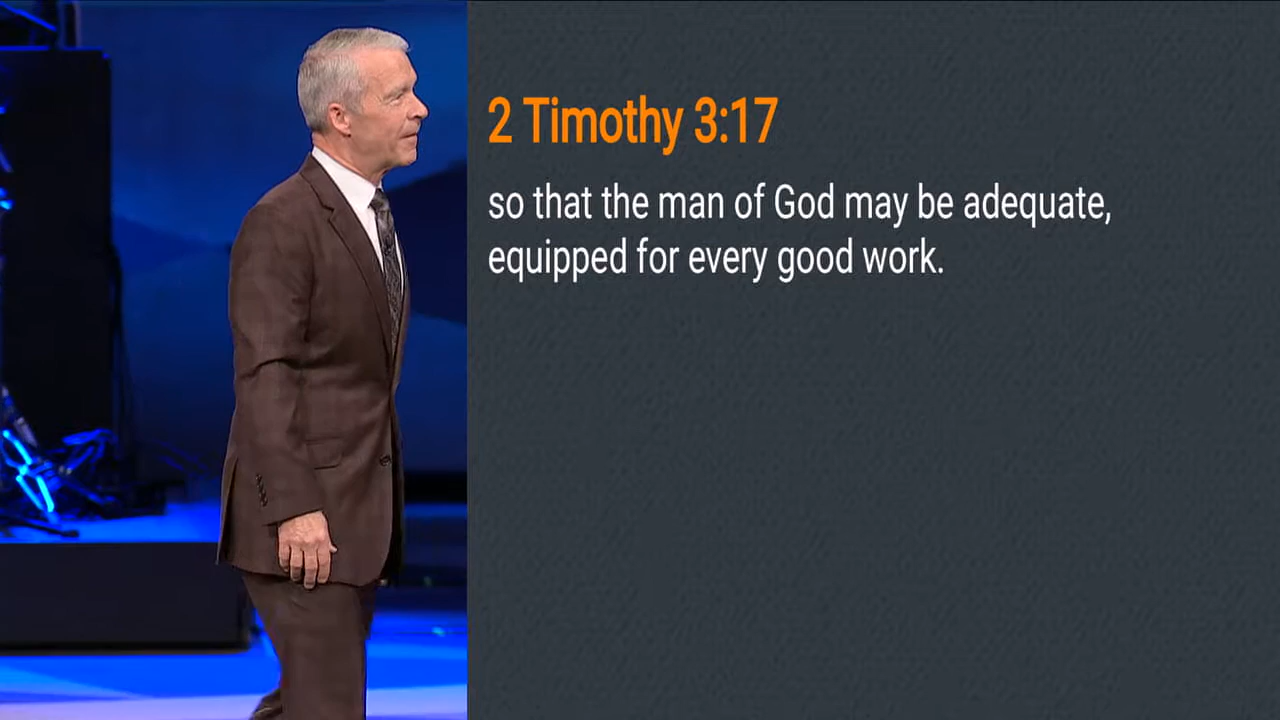 2 Timothy 3:17
so that the man of God may be adequate,
equipped for every good work.